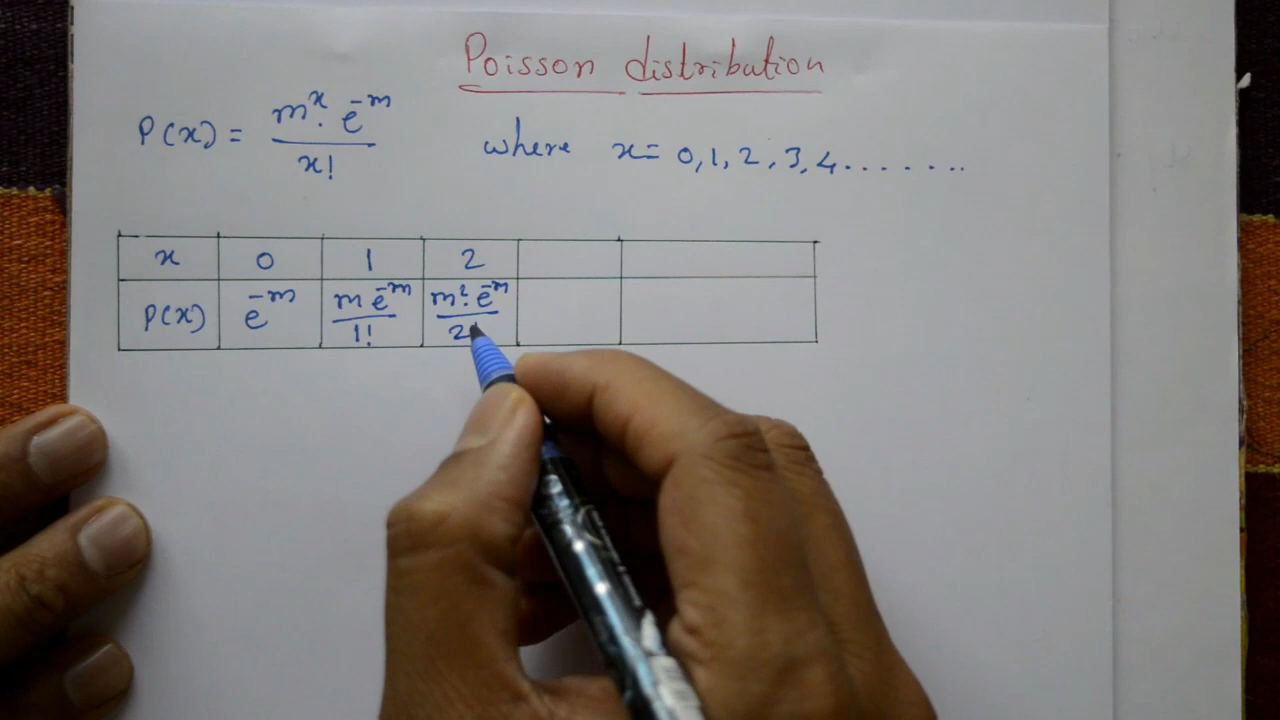 Poisson distribution
P(x) = m^x. e^-m / x! where x = 0, 1, 2, 3, 4.......
x 0 1 2
P(x) e^-m m e^-m / 1! m^2. e^-m / 2!